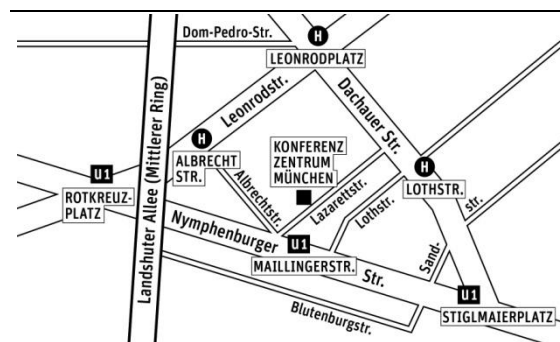 Dom-Pedro-Str.
H
LEONRODPLATZ
Landshuter Allee (Mittlerer Ring)
Leonrodstr.
Dachauer Str.
H
ALBRECHT
STR.
KONFERENZ
ZENTRUM
MÜNCHEN
H
LOTHSTR.
U1
ROTKREUZ-
PLATZ
Albrechtstr.
Lazarettstr.
Lothstr.
Sand-
str.
Nymphenburger
Str.
U1
MAILLINGERSTR.
U1
STIGLMAIERPLATZ
Blutenburgstr.